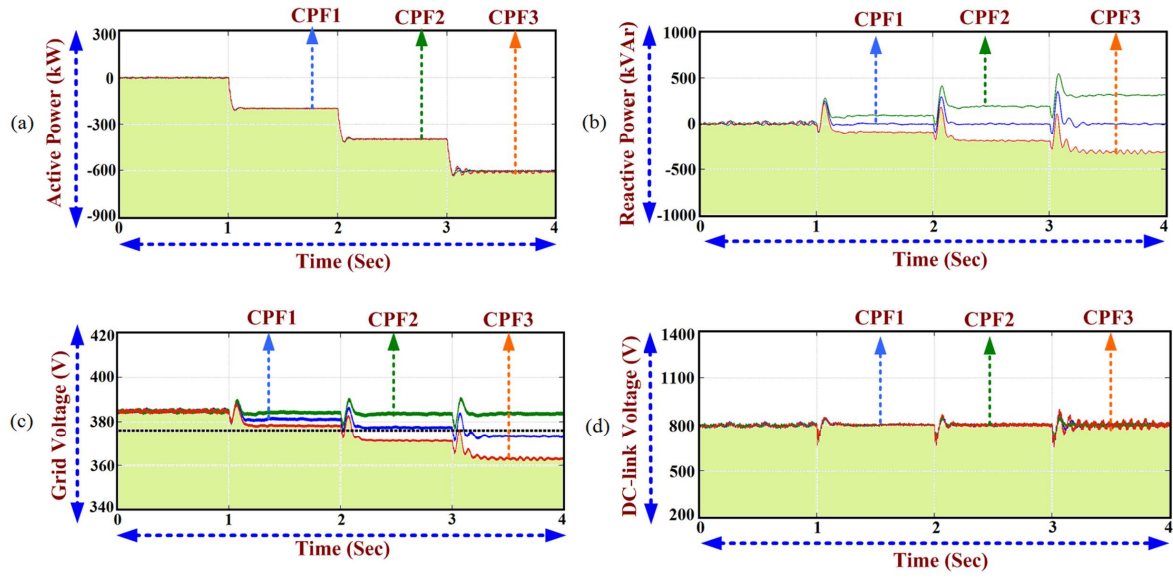 CPF1 CPF2 CPF3
Active Power (kW)
0
-300
-600
-900
0 1 2 3 4
Time (Sec)
(a)
CPF1 CPF2 CPF3
Reactive Power (kVAr)
1000
500
0
-500
-1000
0 1 2 3 4
Time (Sec)
(b)
CPF1 CPF2 CPF3
Grid Voltage (V)
420
400
380
360
340
0 1 2 3 4
Time (Sec)
(c)
CPF1 CPF2 CPF3
DC-link Voltage (V)
1400
1100
800
500
200
0 1 2 3 4
Time (Sec)
(d)